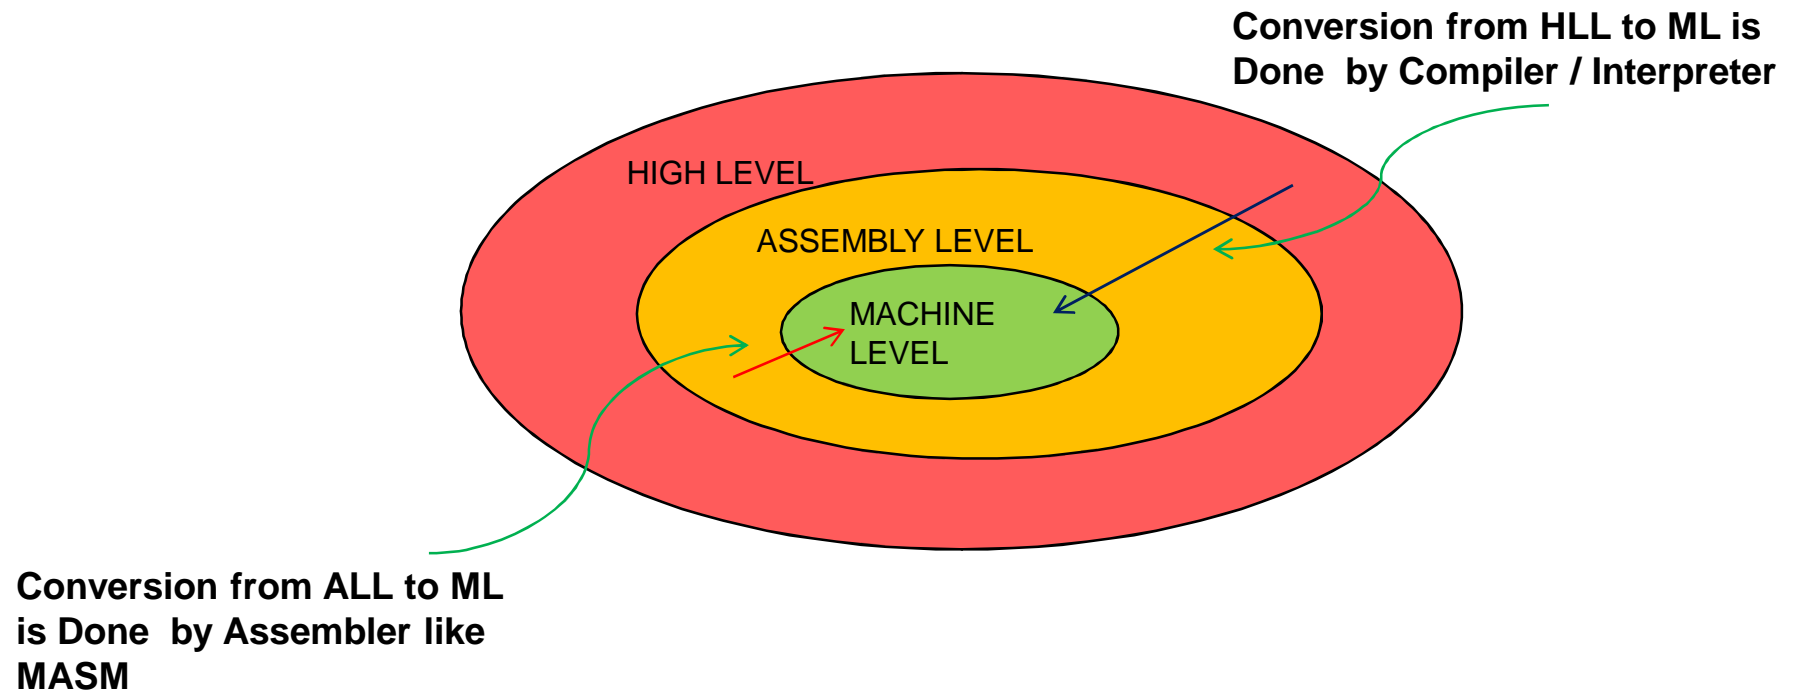 Conversion from HLL to ML is
Done by Compiler / Interpreter
HIGH LEVEL
ASSEMBLY LEVEL
MACHINE
LEVEL
Conversion from ALL to ML
is Done by Assembler like
MASM